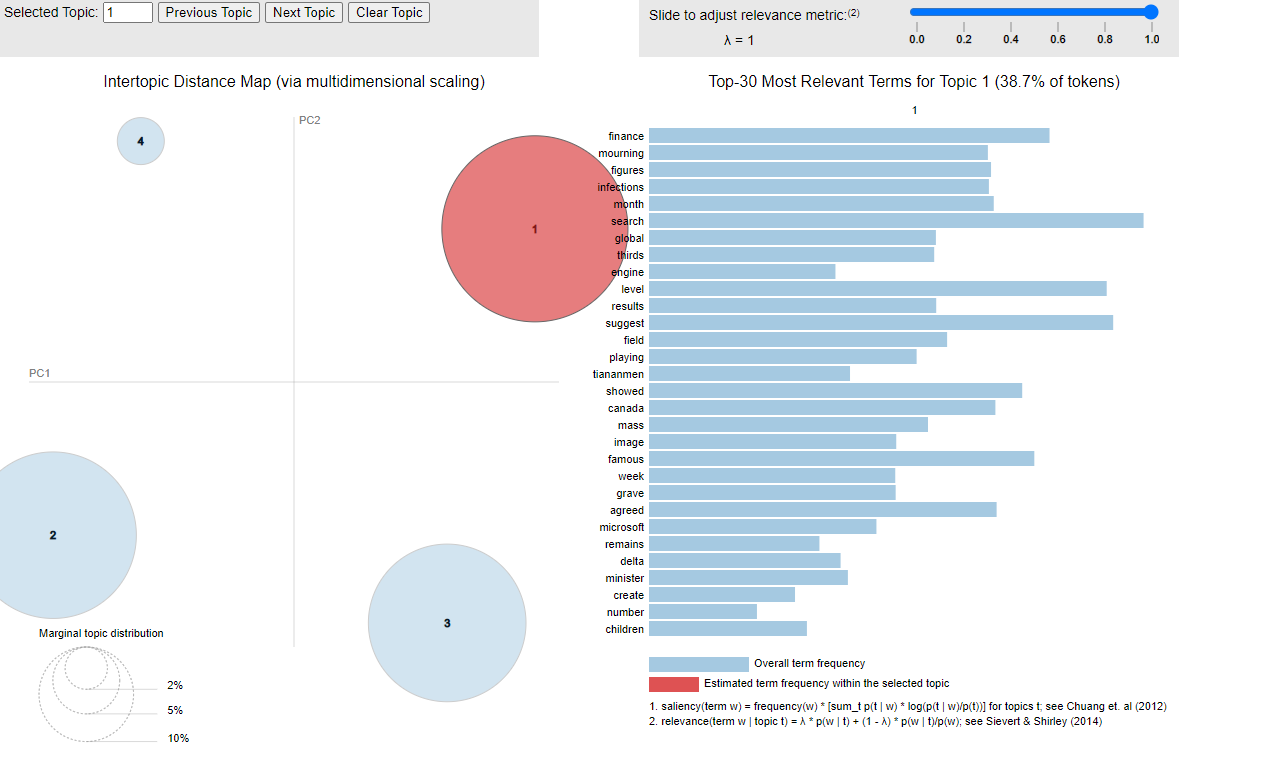 Selected Topic: 1 Previous Topic Next Topic Clear Topic
Slide to adjust relevance metric:(2)
λ = 1
0.0 0.2 0.4 0.6 0.8 1.0
Intertopic Distance Map (via multidimensional scaling)
PC2
PC1
4
1
2
3
Marginal topic distribution
2%
5%
10%
Top-30 Most Relevant Terms for Topic 1 (38.7% of tokens)
1
finance
mourning
figures
infections
month
search
global
thirds
engine
level
results
suggest
field
playing
tiananmen
showed
canada
mass
image
famous
week
grave
agreed
microsoft
remains
delta
minister
create
number
children
Overall term frequency
Estimated term frequency within the selected topic
1. saliency(term w) = frequency(w) * [sum_t p(t | w) * log(p(t | w)/p(t))] for topics t; see Chuang et. al (2012)
2. relevance(term w | topic t) = λ * p(w | t) + (1 - λ) * p(w | t)/p(w); see Sievert & Shirley (2014)